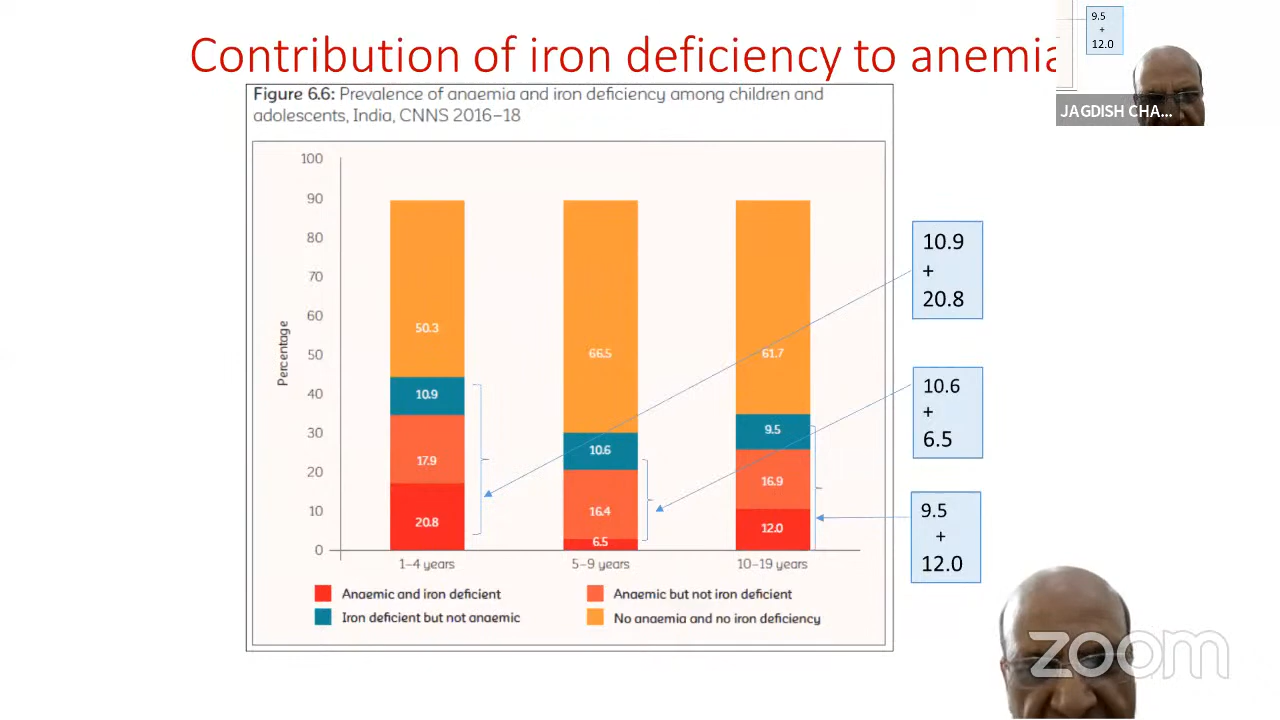 Contribution of iron deficiency to anemia
9.5
+
12.0
JAGDISH CHA...
Figure 6.6: Prevalence of anaemia and iron deficiency among children and
adolescents, India, CNNS 2016–18
Percentage
100
90
80
70
60
50
40
30
20
10
0
50.3
10.9
17.9
20.8
66.5
10.6
16.4
6.5
61.7
9.5
16.9
12.0
1–4 years
5–9 years
10–19 years
Anaemic and iron deficient
Anaemic but not iron deficient
Iron deficient but not anaemic
No anaemia and no iron deficiency
10.9
+
20.8
10.6
+
6.5
9.5
+
12.0
zoom